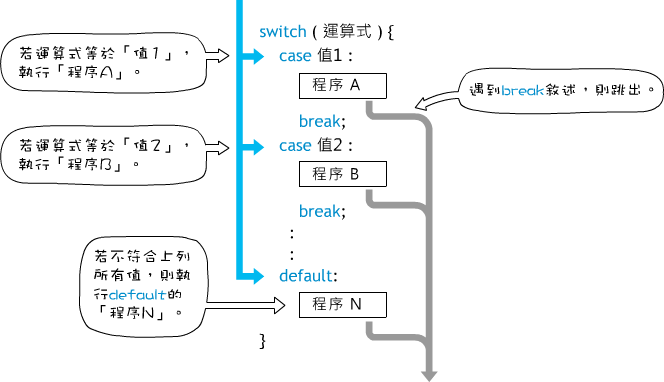 switch ( 運算式 ) {
若運算式等於「值1」,
執行「程序A」。
case 值1 :
程序 A
遇到break敘述，則跳出。
break;
若運算式等於「值2」,
執行「程序B」。
case 值2 :
程序 B
break;
:
:
若不符合上列
所有值，則執
行default的
「程序N」。
default:
程序 N
}